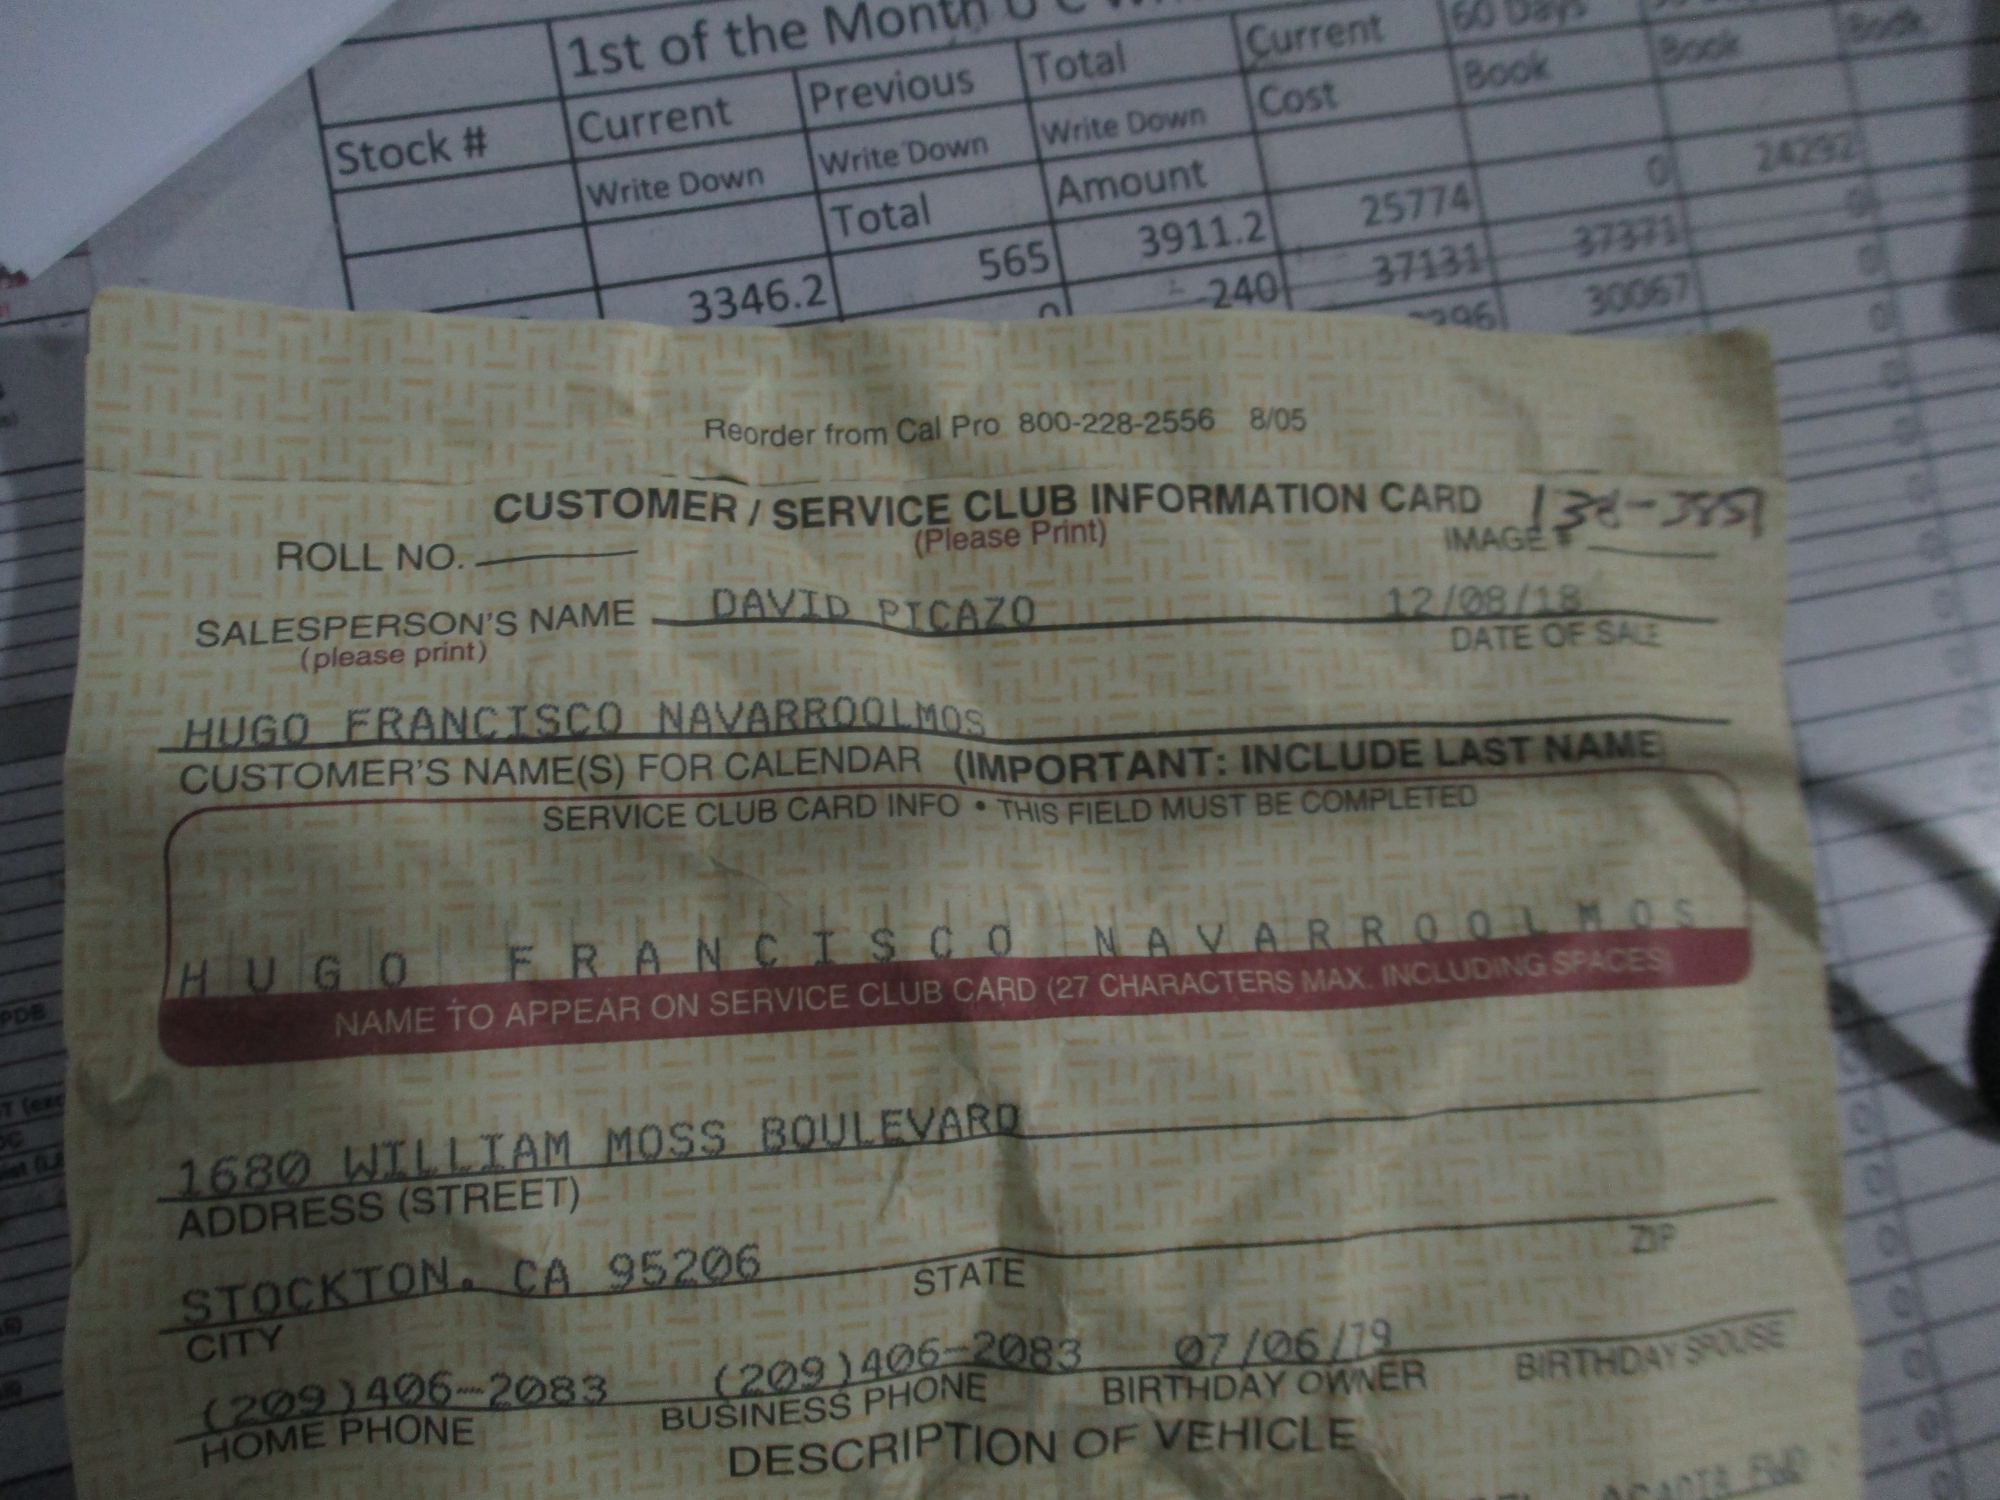 1st of the Month U C
Current Previous Total Current 60 Days
Stock # Write Down Write Down Write Down Cost Book Book Book
Total Amount
3346.2 565 3911.2 25774 0 24292
0 -240 37131 37371 0
30067 0
Reorder from Cal Pro 800-228-2556 8/05
CUSTOMER / SERVICE CLUB INFORMATION CARD
(Please Print)
ROLL NO. IMAGE #
SALESPERSON'S NAME DAVID PICAZO 12/08/18
(please print) DATE OF SALE
HUGO FRANCISCO NAVARROOLMOS
CUSTOMER'S NAME(S) FOR CALENDAR (IMPORTANT: INCLUDE LAST NAME
SERVICE CLUB CARD INFO • THIS FIELD MUST BE COMPLETED
HUGO FRANCISCO NAVARROOLMOS
NAME TO APPEAR ON SERVICE CLUB CARD (27 CHARACTERS MAX. INCLUDING SPACES)
1680 WILLIAM MOSS BOULEVARD
ADDRESS (STREET)
STOCKTON, CA 95206
CITY STATE ZIP
(209)406-2083 (209)406-2083 07/06/79
HOME PHONE BUSINESS PHONE BIRTHDAY OWNER BIRTHDAY SPOUSE
DESCRIPTION OF VEHICLE
ACADIA FWD